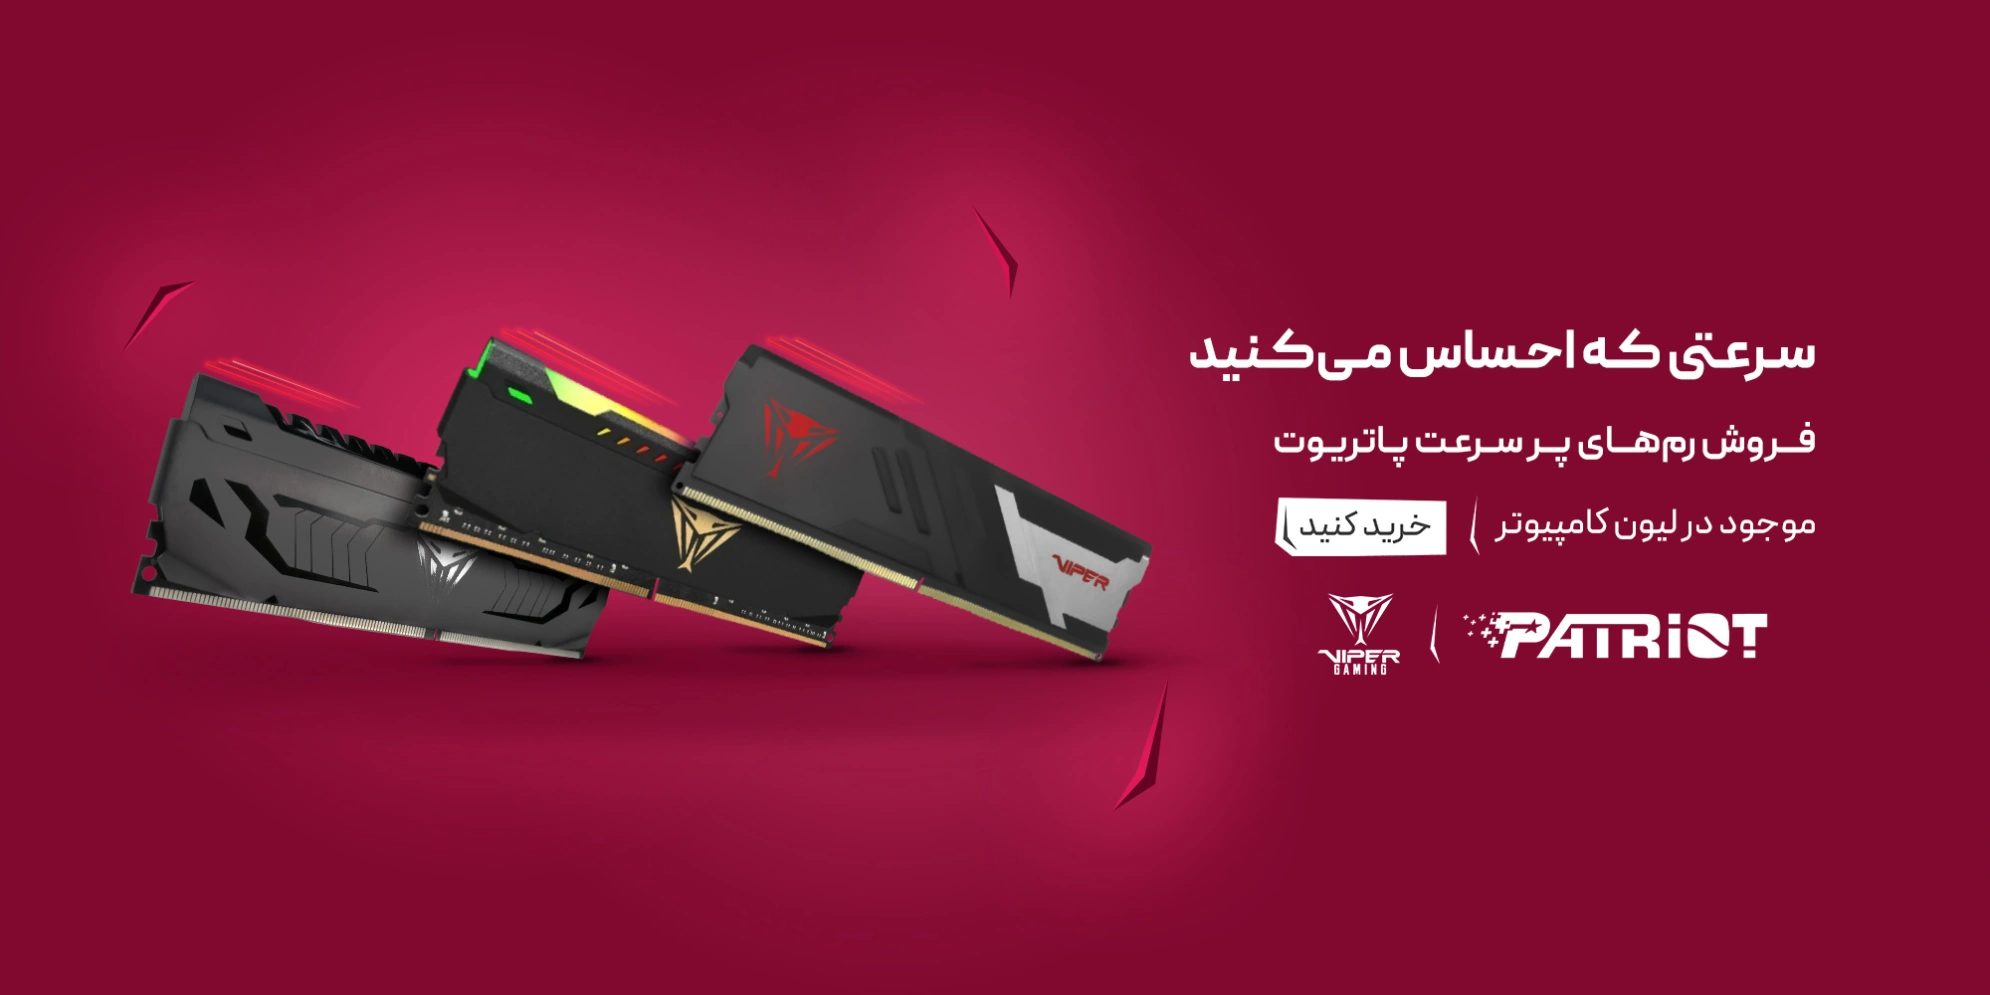 سرعتی که احساس می‌کنید
فروش رم‌های پر سرعت پاتریوت
موجود در لیون کامپیوتر
خرید کنید
PATRIOT
VIPER
GAMING
VIPER